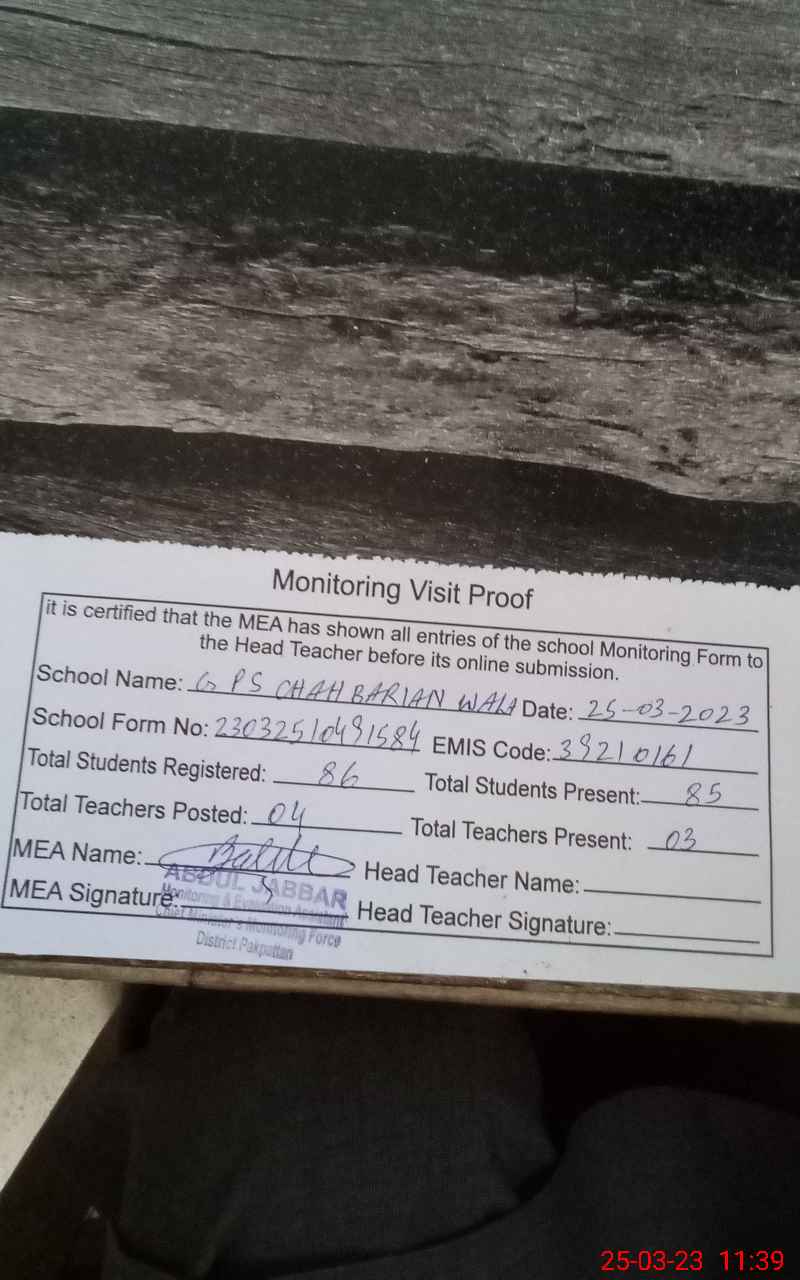 Monitoring Visit Proof
it is certified that the MEA has shown all entries of the school Monitoring Form to
the Head Teacher before its online submission.
School Name: G PS CHAH BARIAN WALA Date: 25-03-2023
School Form No: 23032510491584 EMIS Code: 39210161
Total Students Registered: 86 Total Students Present: 85
Total Teachers Posted: 04 Total Teachers Present: 03
MEA Name: Head Teacher Name:
ABDUL JABBAR
MEA Signature: Head Teacher Signature:
Monitoring & Evaluation Assistant
Chief Minister's Monitoring Force
District Pakpattan
25-03-23 11:39